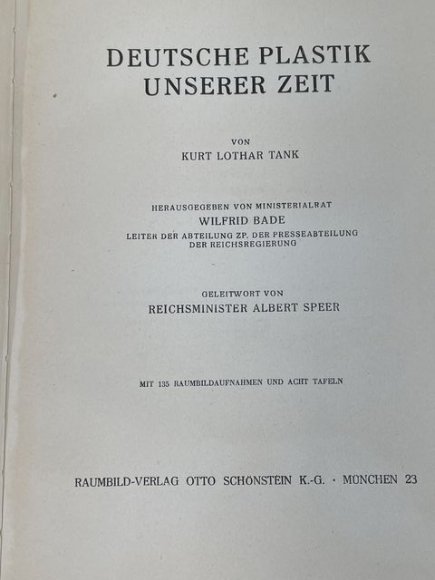 DEUTSCHE PLASTIK
UNSERER ZEIT
VON
KURT LOTHAR TANK
HERAUSGEGEBEN VON MINISTERIALRAT
WILFRID BADE
LEITER DER ABTEILUNG ZP. DER PRESSEABTEILUNG
DER REICHSREGIERUNG
GELEITWORT VON
REICHSMINISTER ALBERT SPEER
MIT 135 RAUMBILDAUFNAHMEN UND ACHT TAFELN
RAUMBILD-VERLAG OTTO SCHÖNSTEIN K.-G. · MÜNCHEN 23